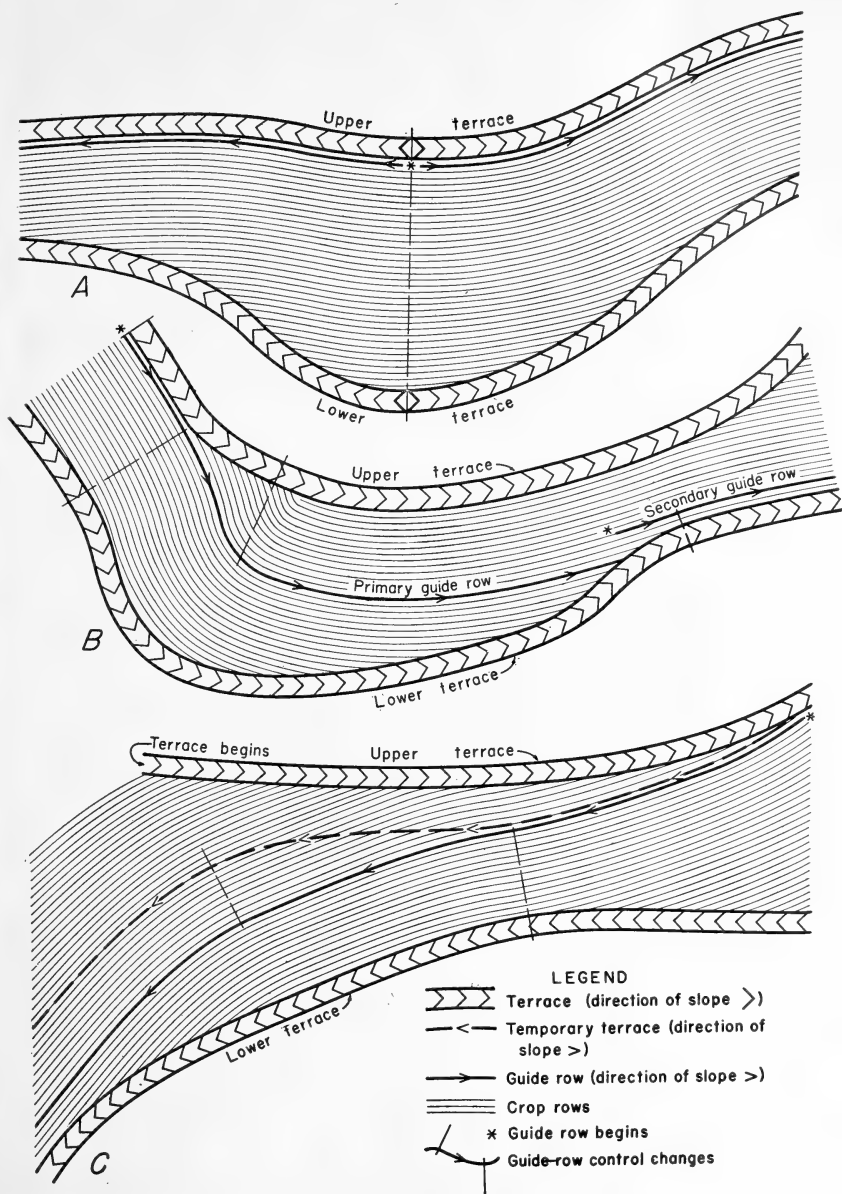 Upper terrace
A
Lower terrace
*
Upper terrace
Secondary guide row
*
Primary guide row
B
Lower terrace
Terrace begins
Upper terrace
*
Lower terrace
C
LEGEND
Terrace (direction of slope >)
Temporary terrace (direction of
slope >)
Guide row (direction of slope >)
Crop rows
* Guide row begins
Guide-row control changes